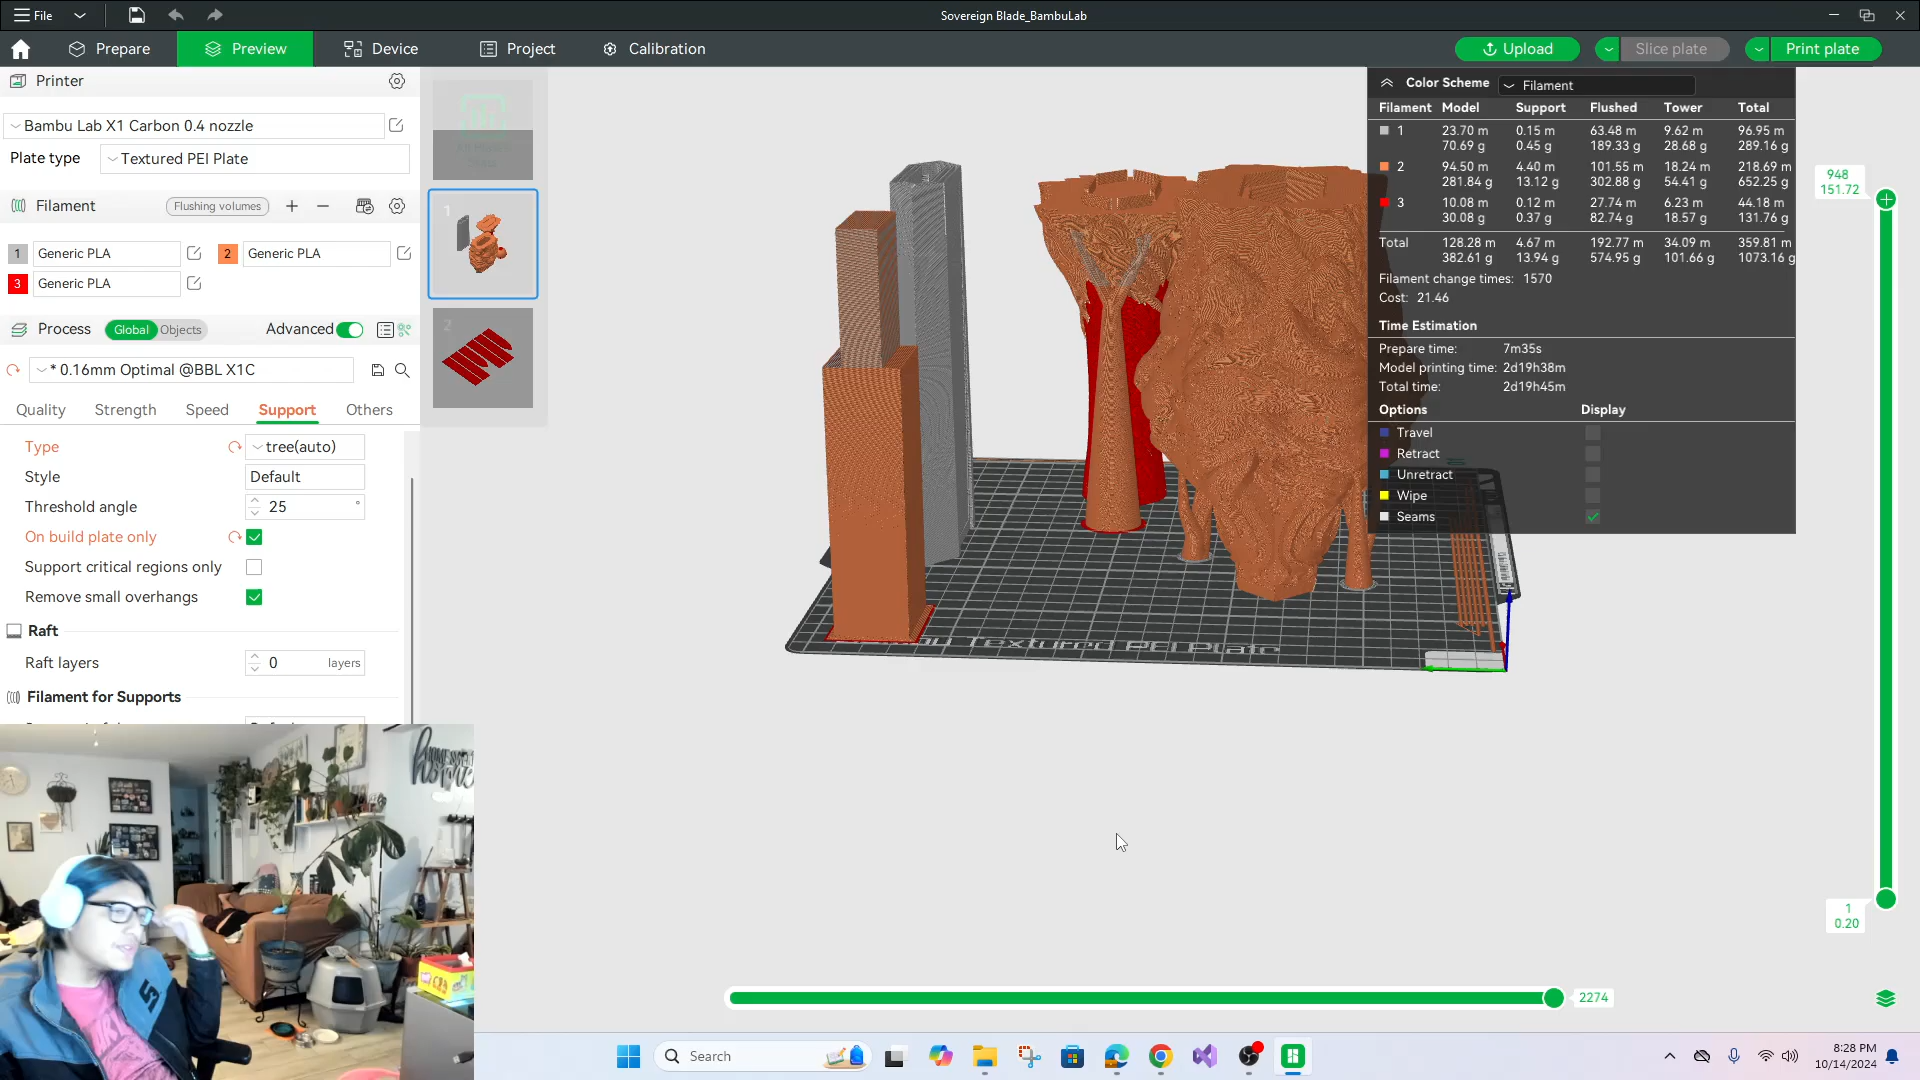 File
Sovereign Blade_BambuLab
Prepare
Preview
Device
Project
Calibration
Upload
Slice plate
Print plate
Printer
Bambu Lab X1 Carbon 0.4 nozzle
Plate type
Textured PEI Plate
Filament
Flushing volumes
1 Generic PLA
2 Generic PLA
3 Generic PLA
Process
Global
Objects
Advanced
* 0.16mm Optimal @BBL X1C
Quality
Strength
Speed
Support
Others
Type
tree(auto)
Style
Default
Threshold angle
25
°
On build plate only
Support critical regions only
Remove small overhangs
Raft
Raft layers
0
layers
Filament for Supports
1
2
Color Scheme
Filament
Filament Model Support Flushed Tower Total
1 23.70 m 0.15 m 63.48 m 9.62 m 96.95 m
70.69 g 0.45 g 189.33 g 28.68 g 289.16 g
2 94.50 m 4.40 m 101.55 m 18.24 m 218.69 m
281.84 g 13.12 g 302.88 g 54.41 g 652.25 g
3 10.08 m 0.12 m 27.74 m 6.23 m 44.18 m
30.08 g 0.37 g 82.74 g 18.57 g 131.76 g
Total 128.28 m 4.67 m 192.77 m 34.09 m 359.81 m
382.61 g 13.94 g 574.95 g 101.66 g 1073.16 g
Filament change times: 1570
Cost: 21.46
Time Estimation
Prepare time: 7m35s
Model printing time: 2d19h38m
Total time: 2d19h45m
Options Display
Travel
Retract
Unretract
Wipe
Seams
948
151.72
1
0.20
Textured PEI Plate
2274
home
Search
8:28 PM
10/14/2024